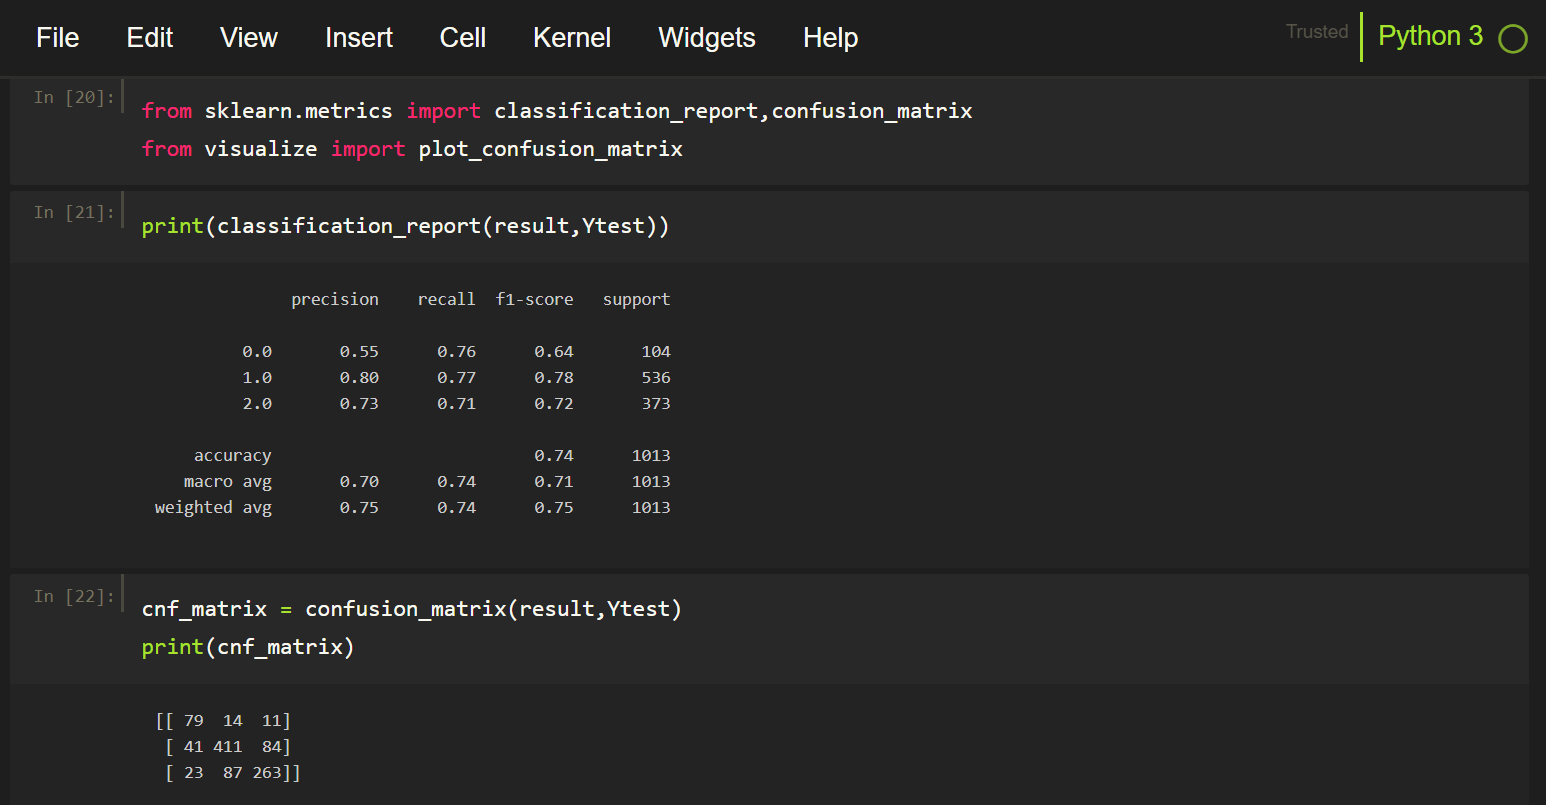 File Edit View Insert Cell Kernel Widgets Help Trusted Python 3
In [20]: from sklearn.metrics import classification_report,confusion_matrix
from visualize import plot_confusion_matrix
In [21]: print(classification_report(result,Ytest))
precision recall f1-score support
0.0 0.55 0.76 0.64 104
1.0 0.80 0.77 0.78 536
2.0 0.73 0.71 0.72 373
accuracy 0.74 1013
macro avg 0.70 0.74 0.71 1013
weighted avg 0.75 0.74 0.75 1013
In [22]: cnf_matrix = confusion_matrix(result,Ytest)
print(cnf_matrix)
[[ 79 14 11]
[ 41 411 84]
[ 23 87 263]]